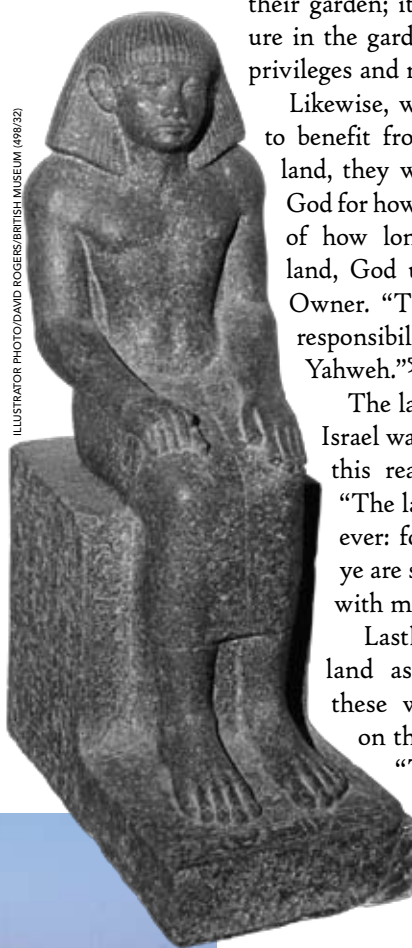 ILLUSTRATOR PHOTO/DAVID ROGERS/BRITISH MUSEUM (498/32)
their garden; it
ure in the gard
privileges and
Likewise, w
to benefit fro
land, they w
God for how
of how lon
land, God u
Owner. “T
responsibil
Yahweh.”
The la
Israel wa
this rea
“The la
ever: fo
ye are s
with m
Lastl
land as
these w
on th
“T